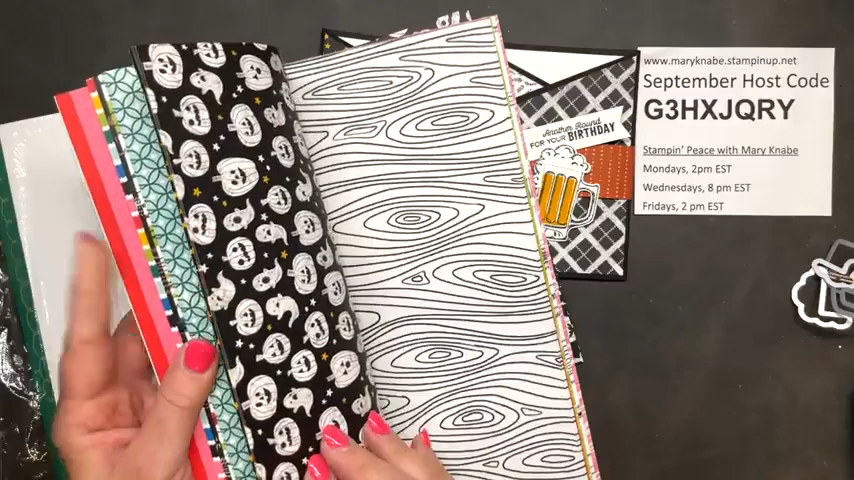 www.maryknabe.stampinup.net
September Host Code
G3HXJQRY
Stampin' Peace with Mary Knabe
Mondays, 2pm EST
Wednesdays, 8 pm EST
Fridays, 2 pm EST
Another Round
FOR YOUR BIRTHDAY